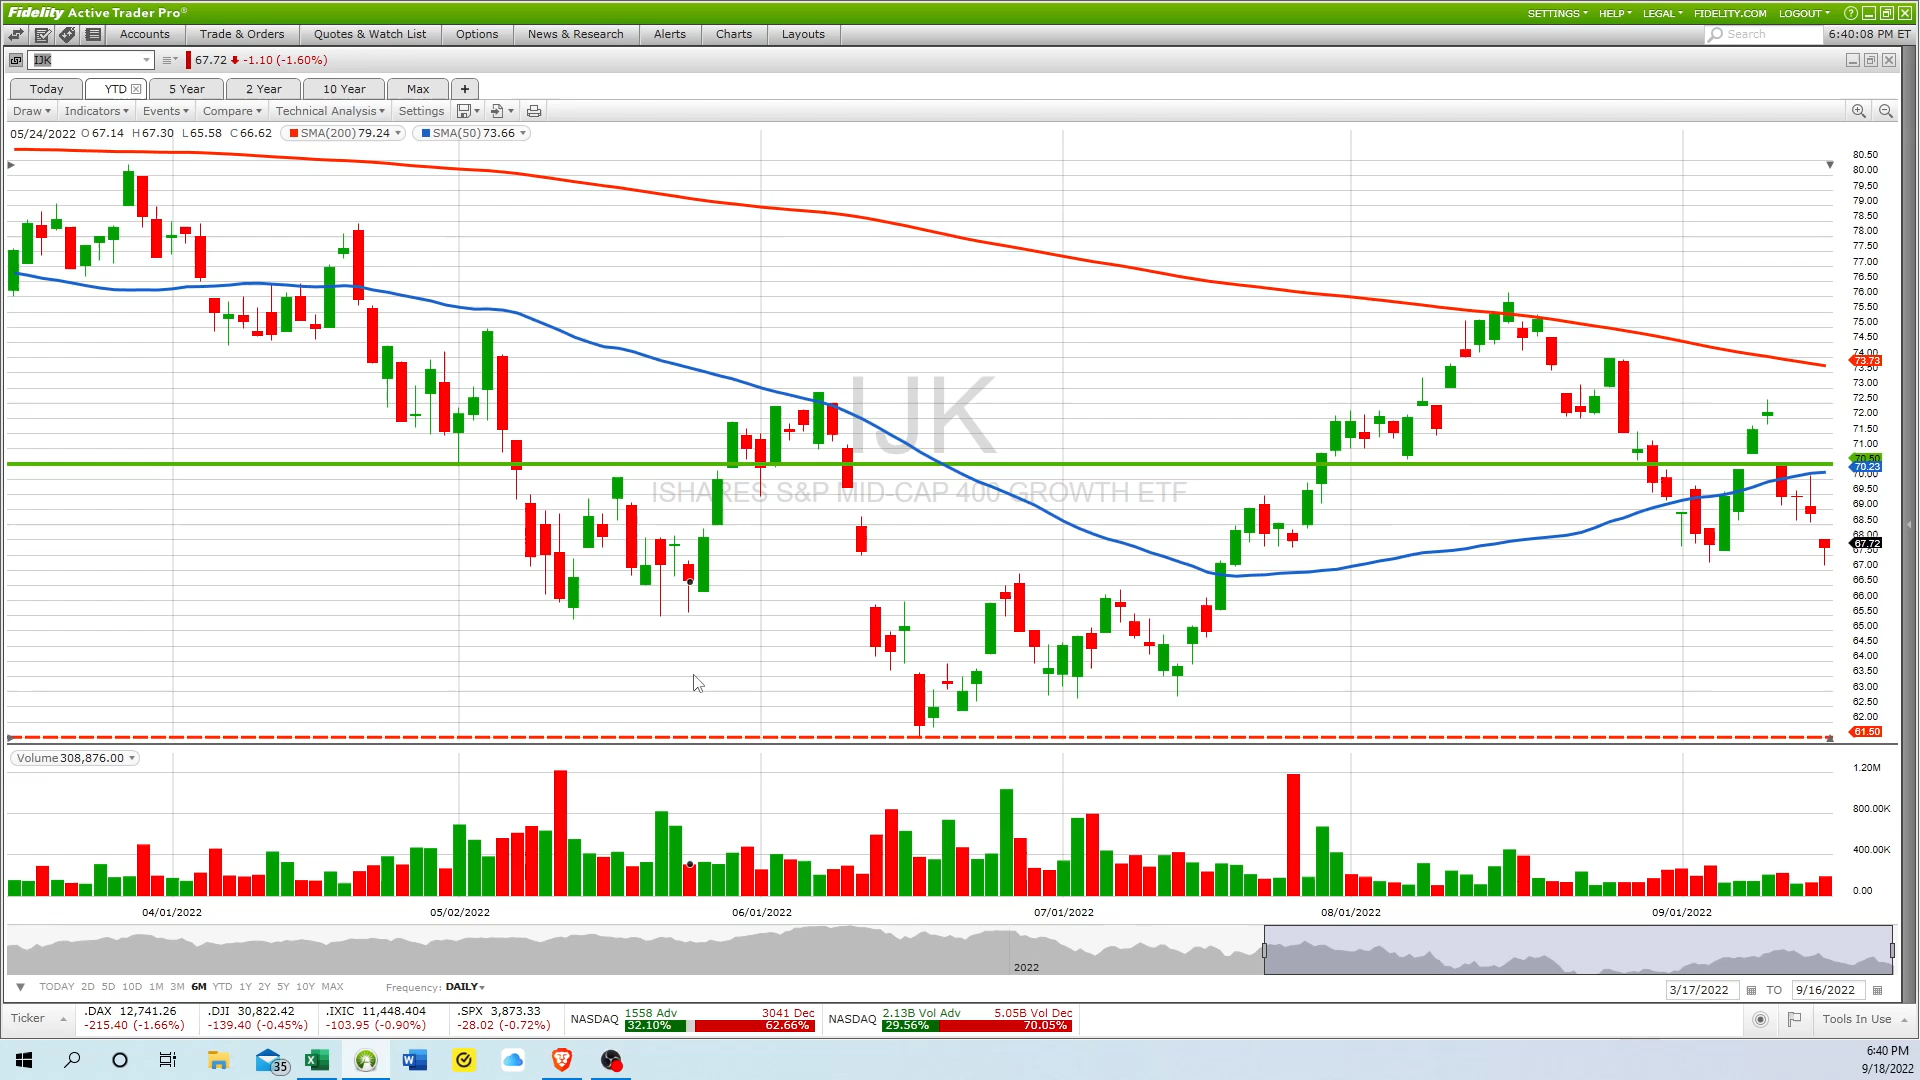 Fidelity Active Trader Pro®
SETTINGS HELP LEGAL FIDELITY.COM LOGOUT
Accounts Trade & Orders Quotes & Watch List Options News & Research Alerts Charts Layouts Search 6:40:08 PM ET
IJK 67.72 -1.10 (-1.60%)
Today YTD 5 Year 2 Year 10 Year Max +
Draw Indicators Events Compare Technical Analysis Settings
05/24/2022 O 67.14 H 67.30 L 65.58 C 66.62 SMA(200) 79.24 SMA(50) 73.66
80.50
80.00
79.50
79.00
78.50
78.00
77.50
77.00
76.50
76.00
75.50
75.00
74.50
74.00
73.73
73.50
73.00
72.50
72.00
71.50
71.00
70.50
70.23
70.00
69.50
69.00
68.50
68.00
67.72
67.50
67.00
66.50
66.00
65.50
65.00
64.50
64.00
63.50
63.00
62.50
62.00
61.50
IJK
ISHARES S&P MID-CAP 400 GROWTH ETF
Volume 308,876.00
1.20M
800.00K
400.00K
0.00
04/01/2022 05/02/2022 06/01/2022 07/01/2022 08/01/2022 09/01/2022
2022
TODAY 2D 5D 10D 1M 3M 6M YTD 1Y 2Y 5Y 10Y MAX Frequency: DAILY 3/17/2022 TO 9/16/2022
Ticker .DAX 12,741.26 .DJI 30,822.42 .IXIC 11,448.404 .SPX 3,873.33 NASDAQ 1558 Adv 3041 Dec NASDAQ 2.13B Vol Adv 5.05B Vol Dec Tools In Use
-215.40 (-1.66%) -139.40 (-0.45%) -103.95 (-0.90%) -28.02 (-0.72%) 32.10% 62.66% 29.56% 70.05%
35
6:40 PM
9/18/2022